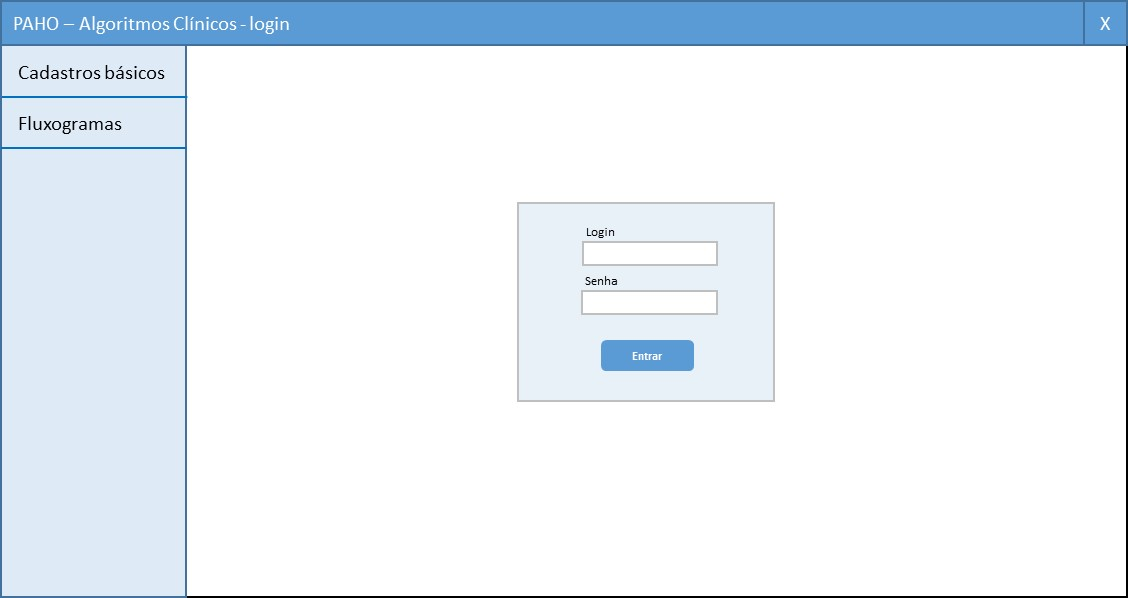 PAHO – Algoritmos Clínicos - login
X
Cadastros básicos
Fluxogramas
Login
Senha
Entrar